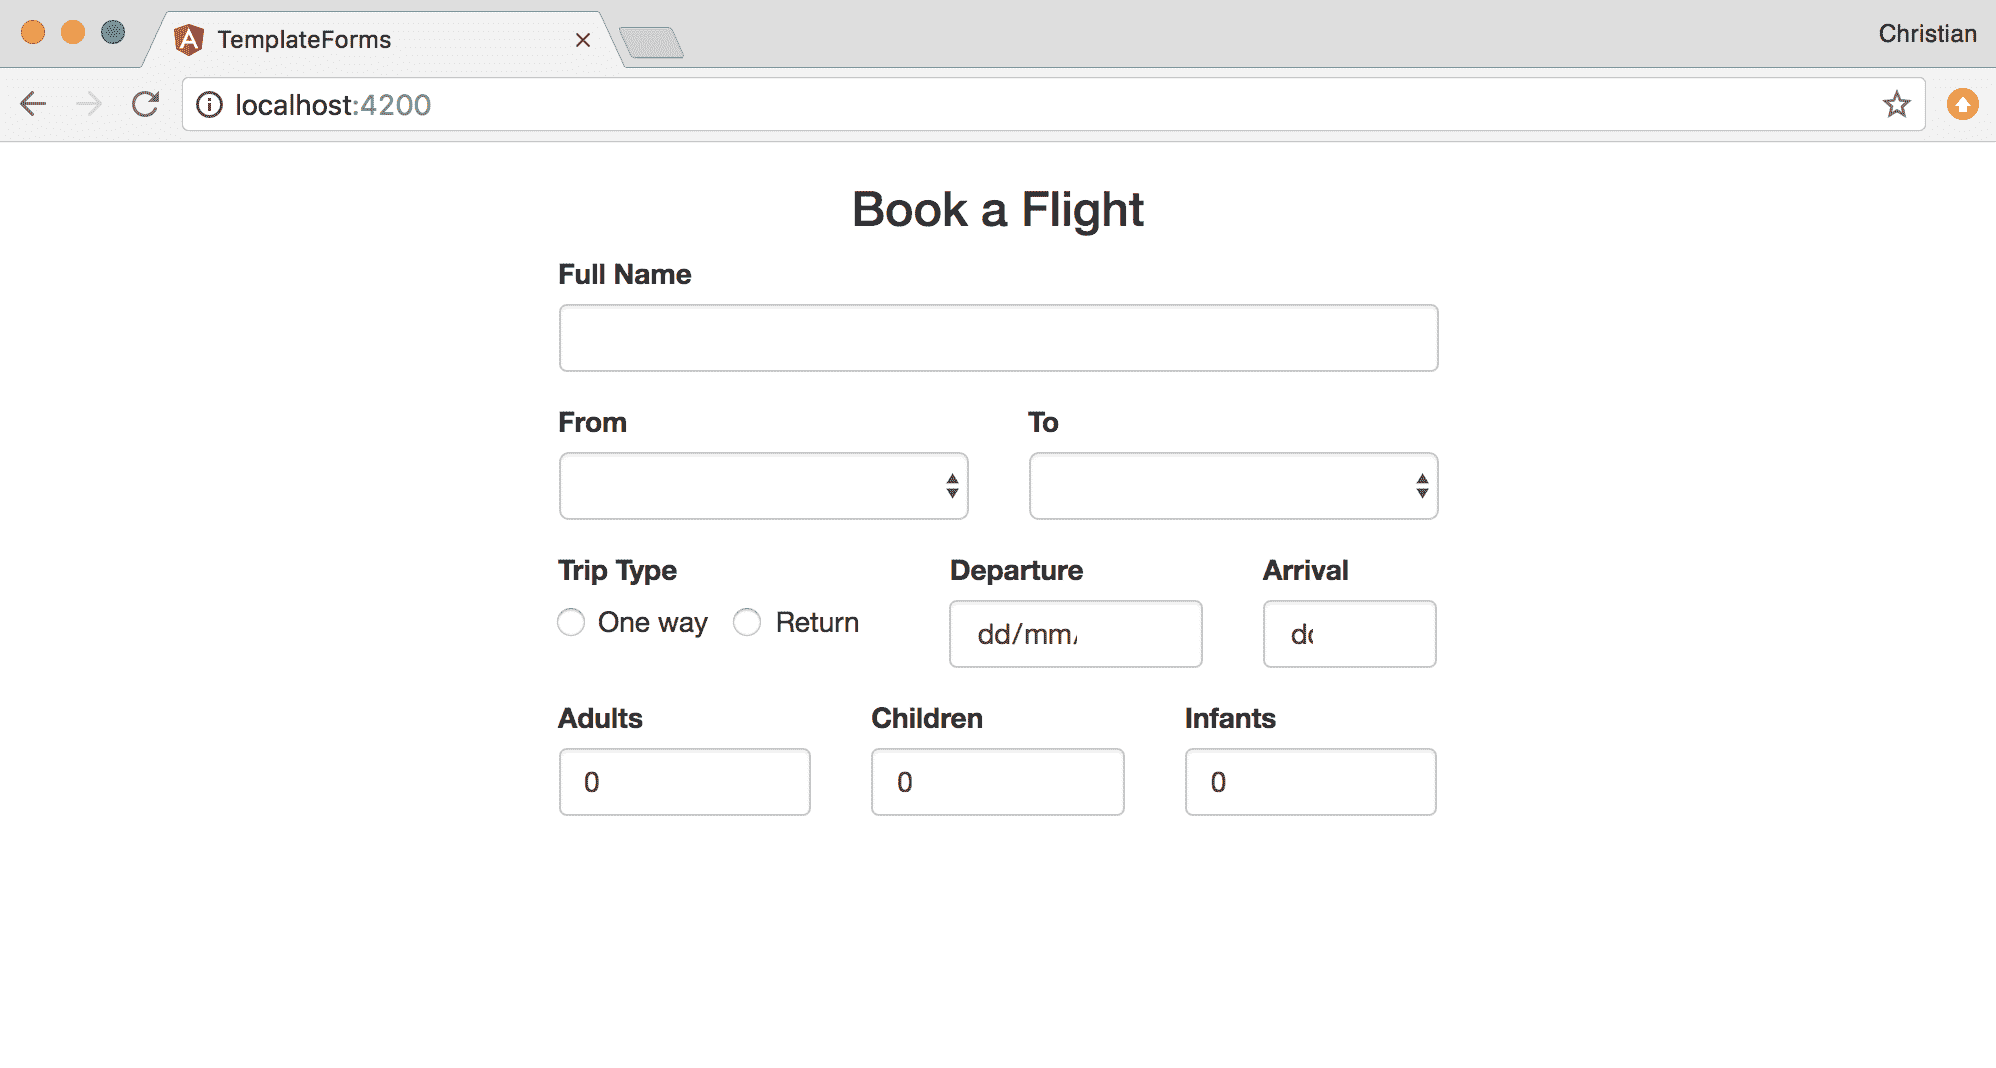 TemplateForms
Christian
localhost:4200
Book a Flight
Full Name
From To
Trip Type Departure Arrival
One way Return dd/mm/ d
Adults Children Infants
0 0 0